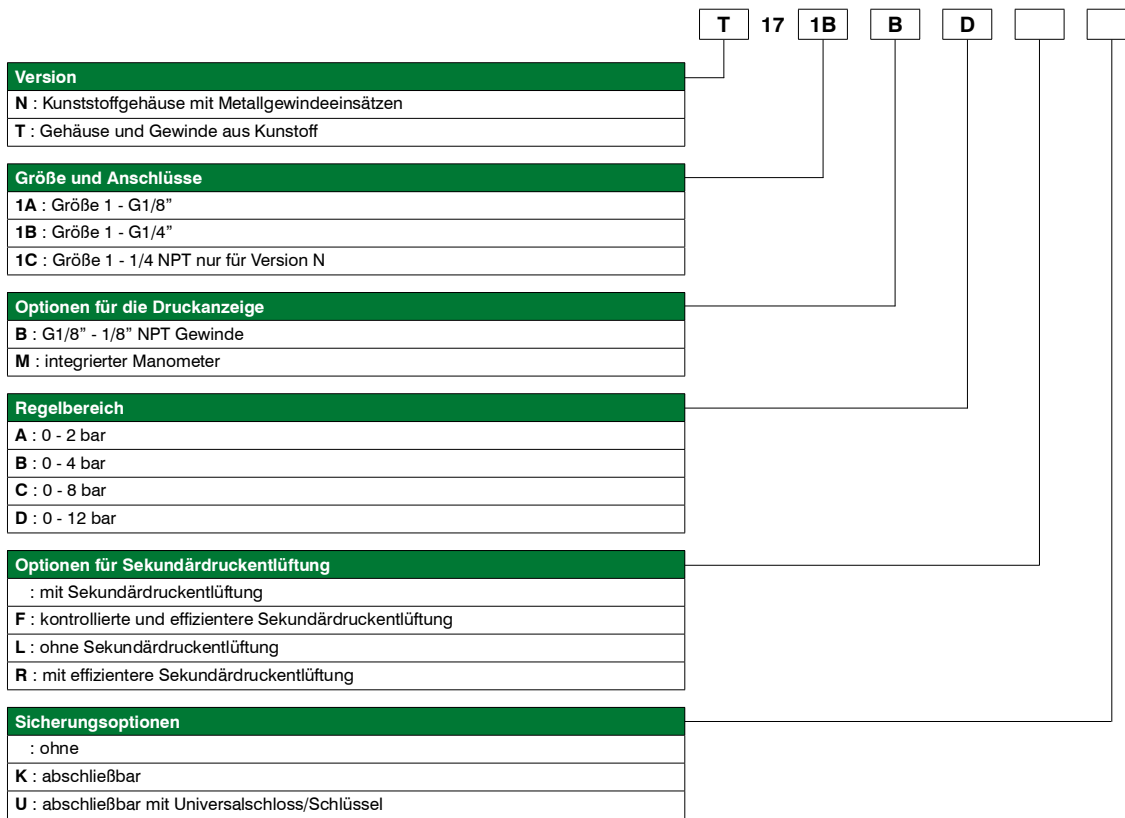 T 17 1B B D
Version
N : Kunststoffgehäuse mit Metallgewindeeinsätzen
T : Gehäuse und Gewinde aus Kunstoff
Größe und Anschlüsse
1A : Größe 1 - G1/8”
1B : Größe 1 - G1/4”
1C : Größe 1 - 1/4 NPT nur für Version N
Optionen für die Druckanzeige
B : G1/8” - 1/8” NPT Gewinde
M : integrierter Manometer
Regelbereich
A : 0 - 2 bar
B : 0 - 4 bar
C : 0 - 8 bar
D : 0 - 12 bar
Optionen für Sekundärdruckentlüftung
: mit Sekundärdruckentlüftung
F : kontrollierte und effizientere Sekundärdruckentlüftung
L : ohne Sekundärdruckentlüftung
R : mit effizientere Sekundärdruckentlüftung
Sicherungsoptionen
: ohne
K : abschließbar
U : abschließbar mit Universalschloss/Schlüssel